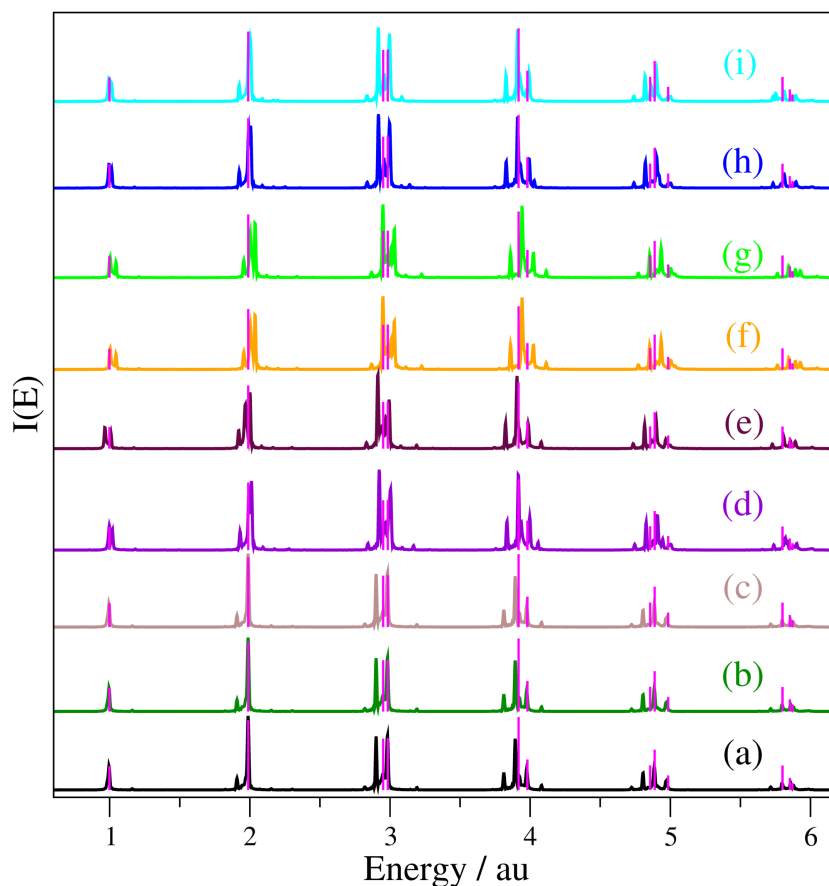 I(E)
(i)
(h)
(g)
(f)
(e)
(d)
(c)
(b)
(a)
1 2 3 4 5 6
Energy / au